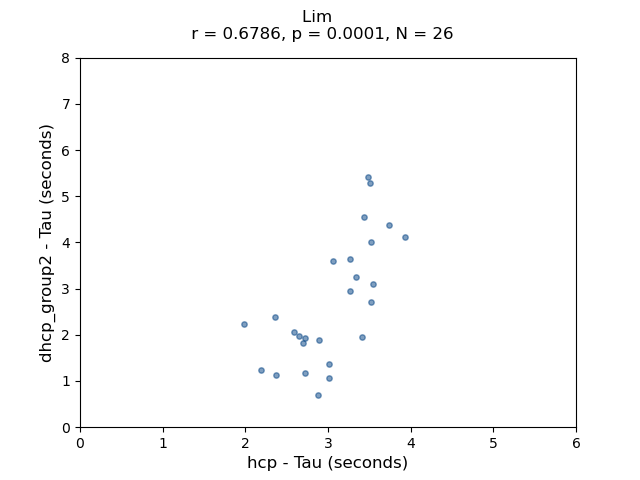 Lim
r = 0.6786, p = 0.0001, N = 26
dhcp_group2 - Tau (seconds)
8
7
6
5
4
3
2
1
0
0 1 2 3 4 5 6
hcp - Tau (seconds)